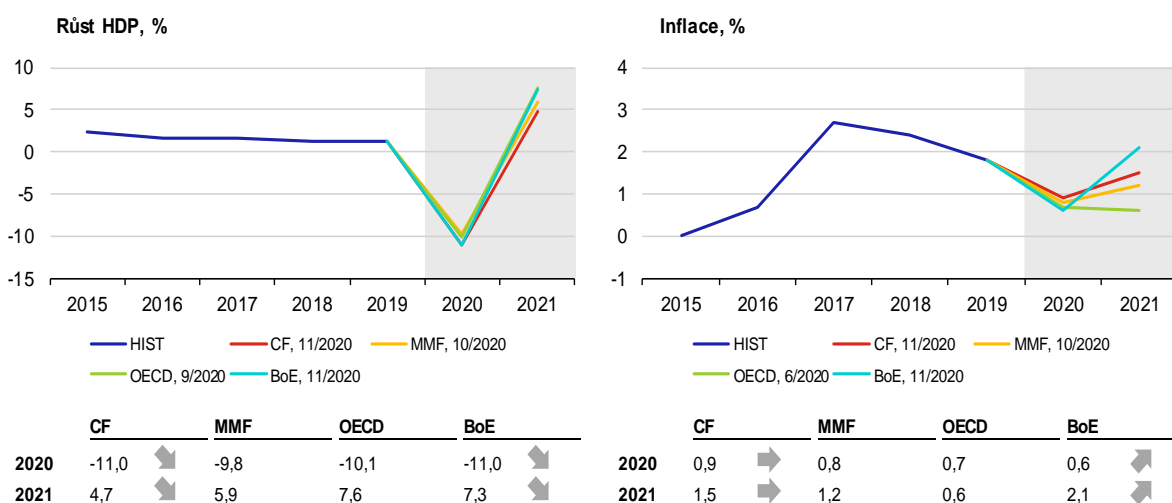 Růst HDP, %
10
5
0
-5
-10
-15
2015 2016 2017 2018 2019 2020 2021
HIST CF, 11/2020 MMF, 10/2020
OECD, 9/2020 BoE, 11/2020
CF MMF OECD BoE
2020 -11,0 -9,8 -10,1 -11,0
2021 4,7 5,9 7,6 7,3
Inflace, %
4
3
2
1
0
-1
2015 2016 2017 2018 2019 2020 2021
HIST CF, 11/2020 MMF, 10/2020
OECD, 6/2020 BoE, 11/2020
CF MMF OECD BoE
2020 0,9 0,8 0,7 0,6
2021 1,5 1,2 0,6 2,1